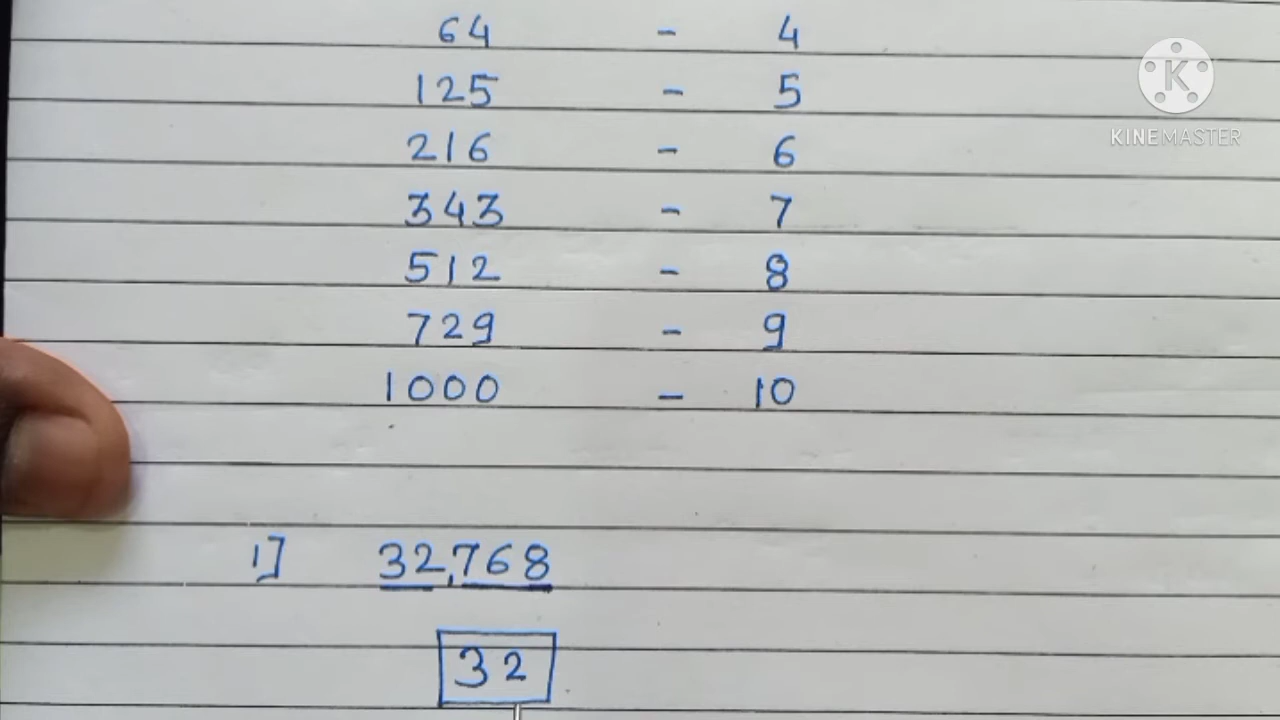 64 - 4
125 - 5
216 - 6
343 - 7
512 - 8
729 - 9
1000 - 10
1] 32,768
32
K
KINEMASTER